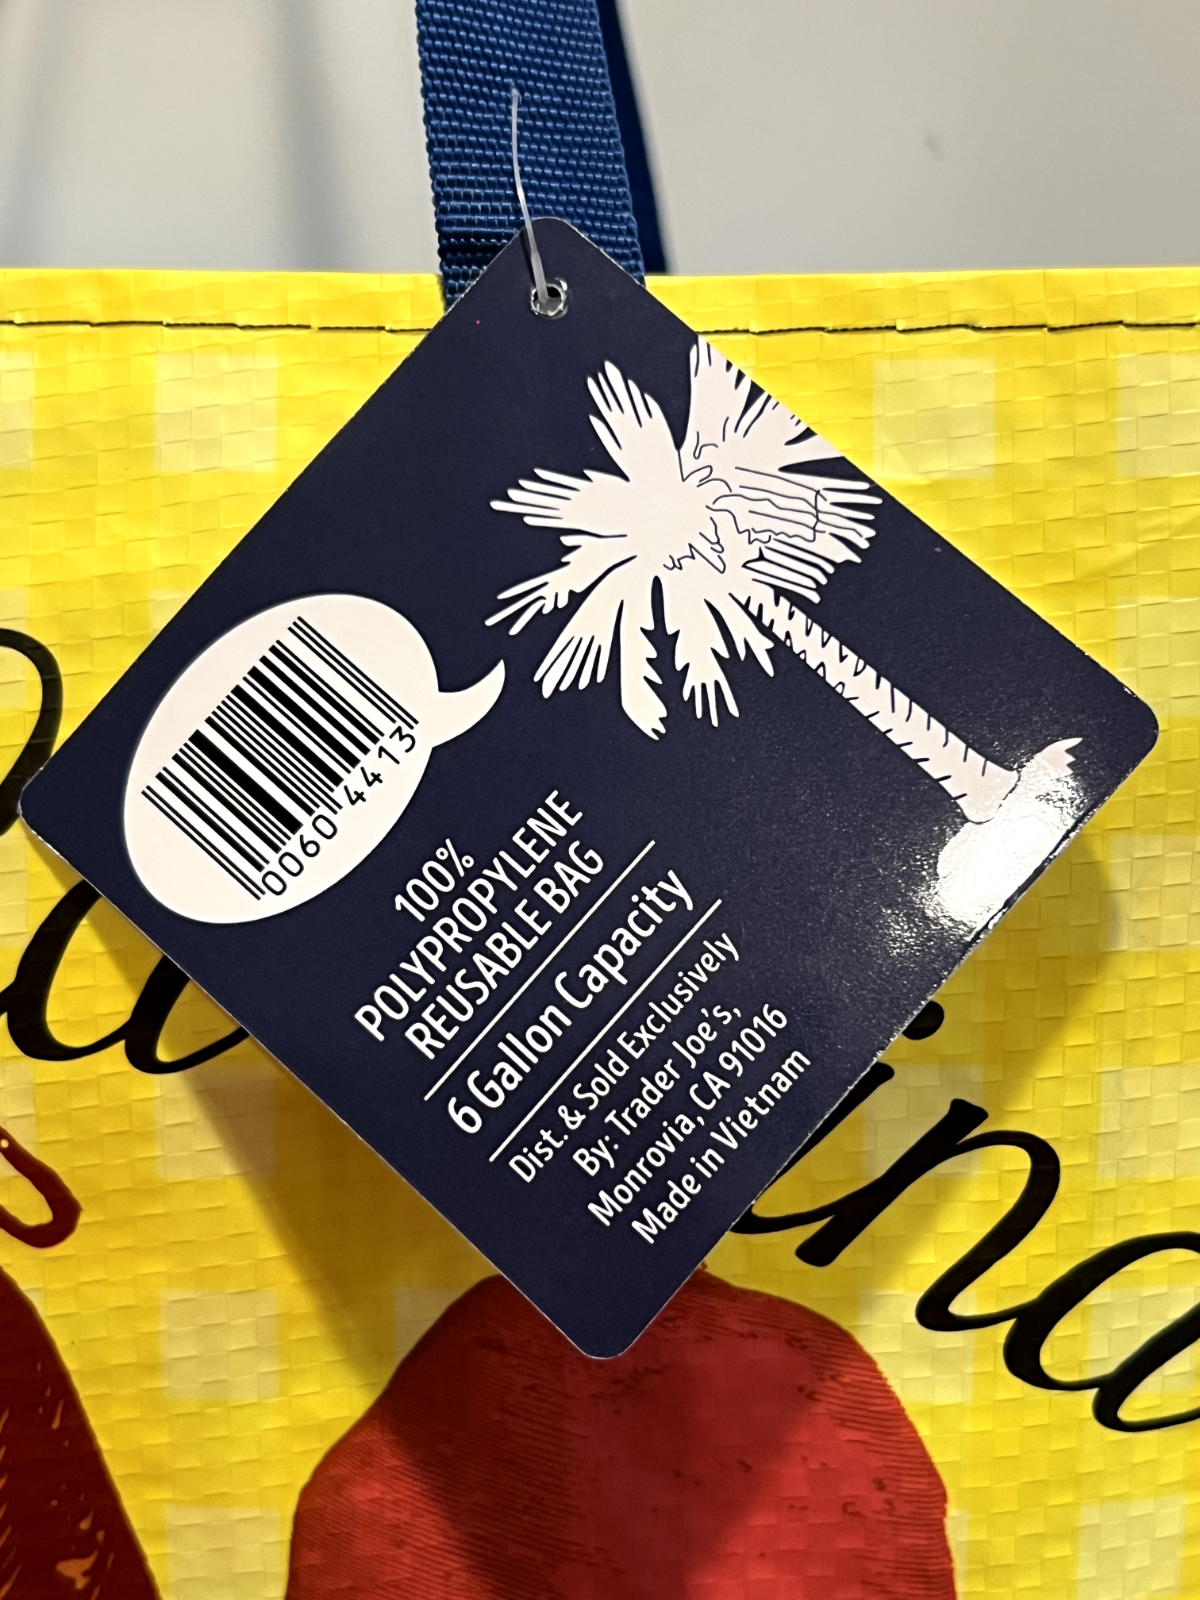 0060 4413
100%
POLYPROPYLENE
REUSABLE BAG
6 Gallon Capacity
Dist. & Sold Exclusively
By: Trader Joe's,
Monrovia, CA 91016
Made in Vietnam